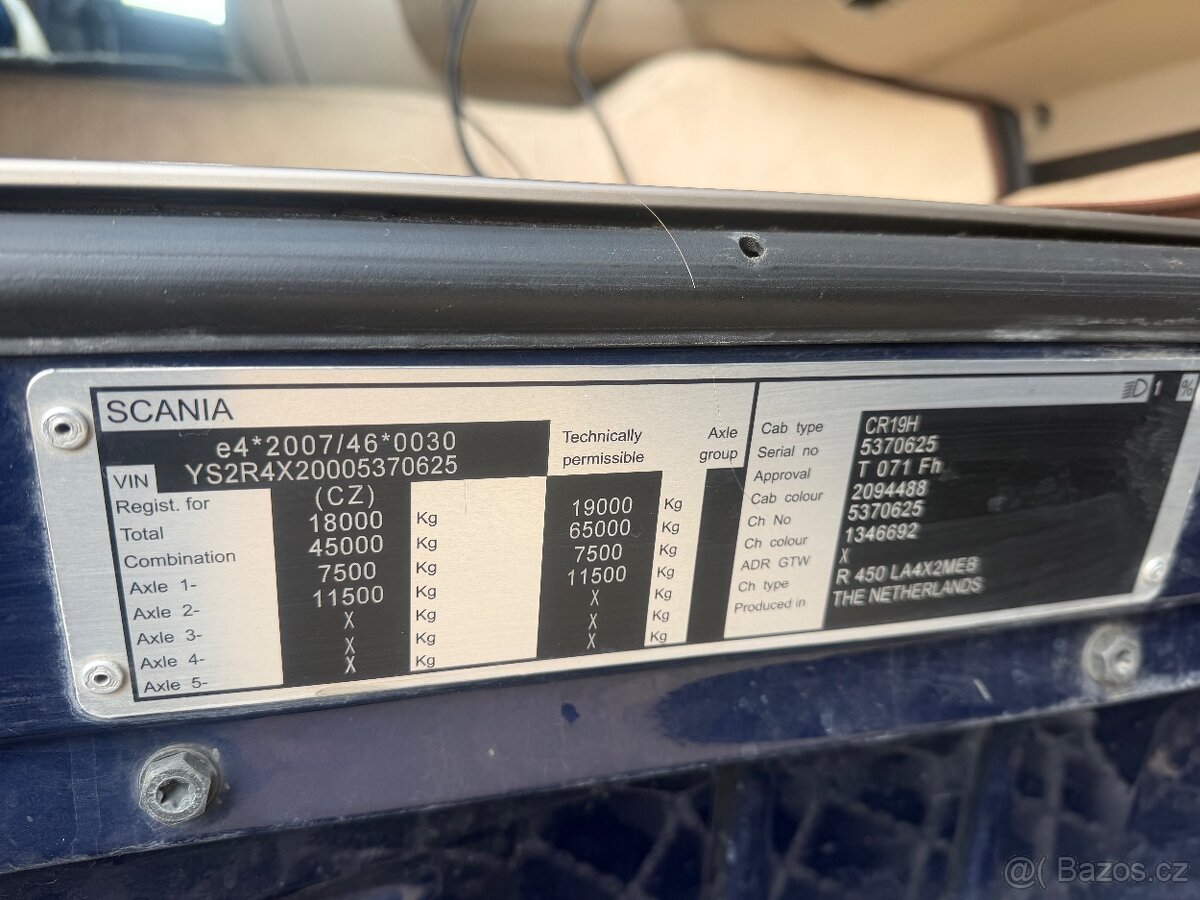 SCANIA
e4*2007/46*0030
VIN YS2R4X20005370625
Technically permissible
Axle group
Regist. for (CZ)
Total 18000 Kg 19000 Kg
Combination 45000 Kg 65000 Kg
Axle 1- 7500 Kg 7500 Kg
Axle 2- 11500 Kg 11500 Kg
Axle 3- X Kg X Kg
Axle 4- X Kg X Kg
Axle 5- X Kg X Kg
1 %
Cab type CR19H
Serial no 5370625
Approval T 071 Fh
Cab colour 2094488
Ch No 5370625
Ch colour 1346692
ADR GTW X
Ch type R 450 LA4X2MEB
Produced in THE NETHERLANDS
@( Bazos.cz